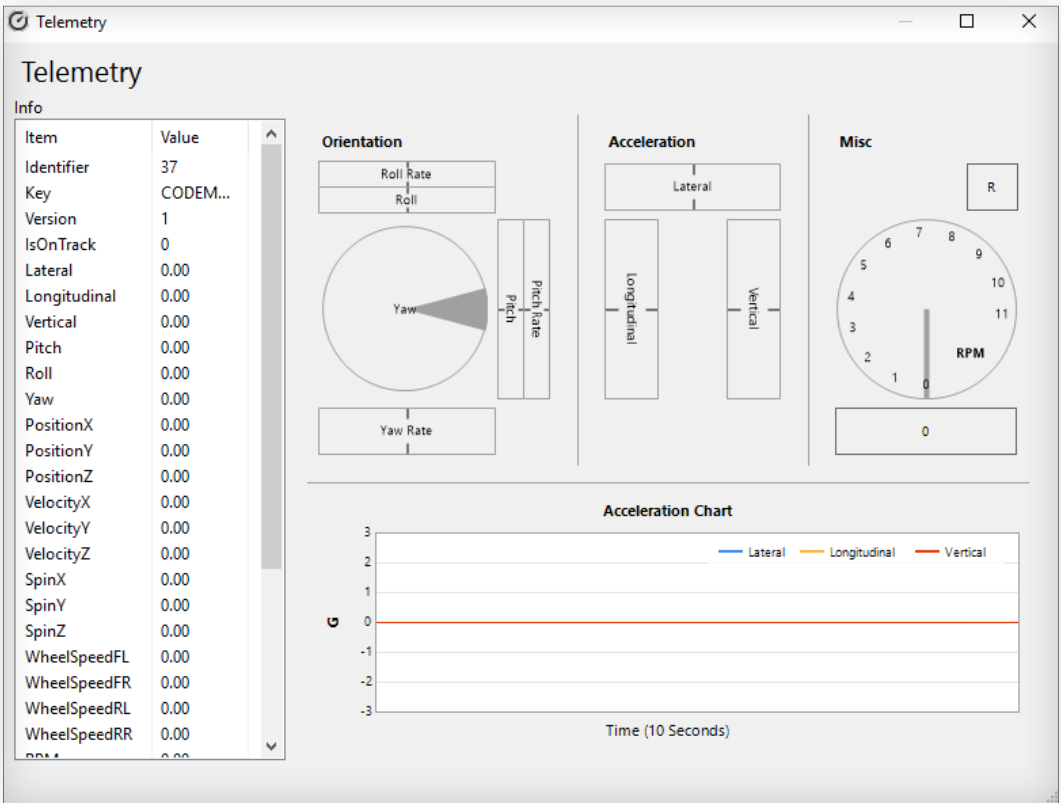 Telemetry
Telemetry
Info
Item Value
Identifier 37
Key CODEM...
Version 1
IsOnTrack 0
Lateral 0.00
Longitudinal 0.00
Vertical 0.00
Pitch 0.00
Roll 0.00
Yaw 0.00
PositionX 0.00
PositionY 0.00
PositionZ 0.00
VelocityX 0.00
VelocityY 0.00
VelocityZ 0.00
SpinX 0.00
SpinY 0.00
SpinZ 0.00
WheelSpeedFL 0.00
WheelSpeedFR 0.00
WheelSpeedRL 0.00
WheelSpeedRR 0.00
Orientation
Roll Rate
Roll
Yaw
Pitch
Pitch Rate
Yaw Rate
Acceleration
Lateral
Longitudinal
Vertical
Misc
R
0
1
2
3
4
5
6
7
8
9
10
11
RPM
0
Acceleration Chart
Lateral Longitudinal Vertical
3
2
1
0
-1
-2
-3
G
Time (10 Seconds)